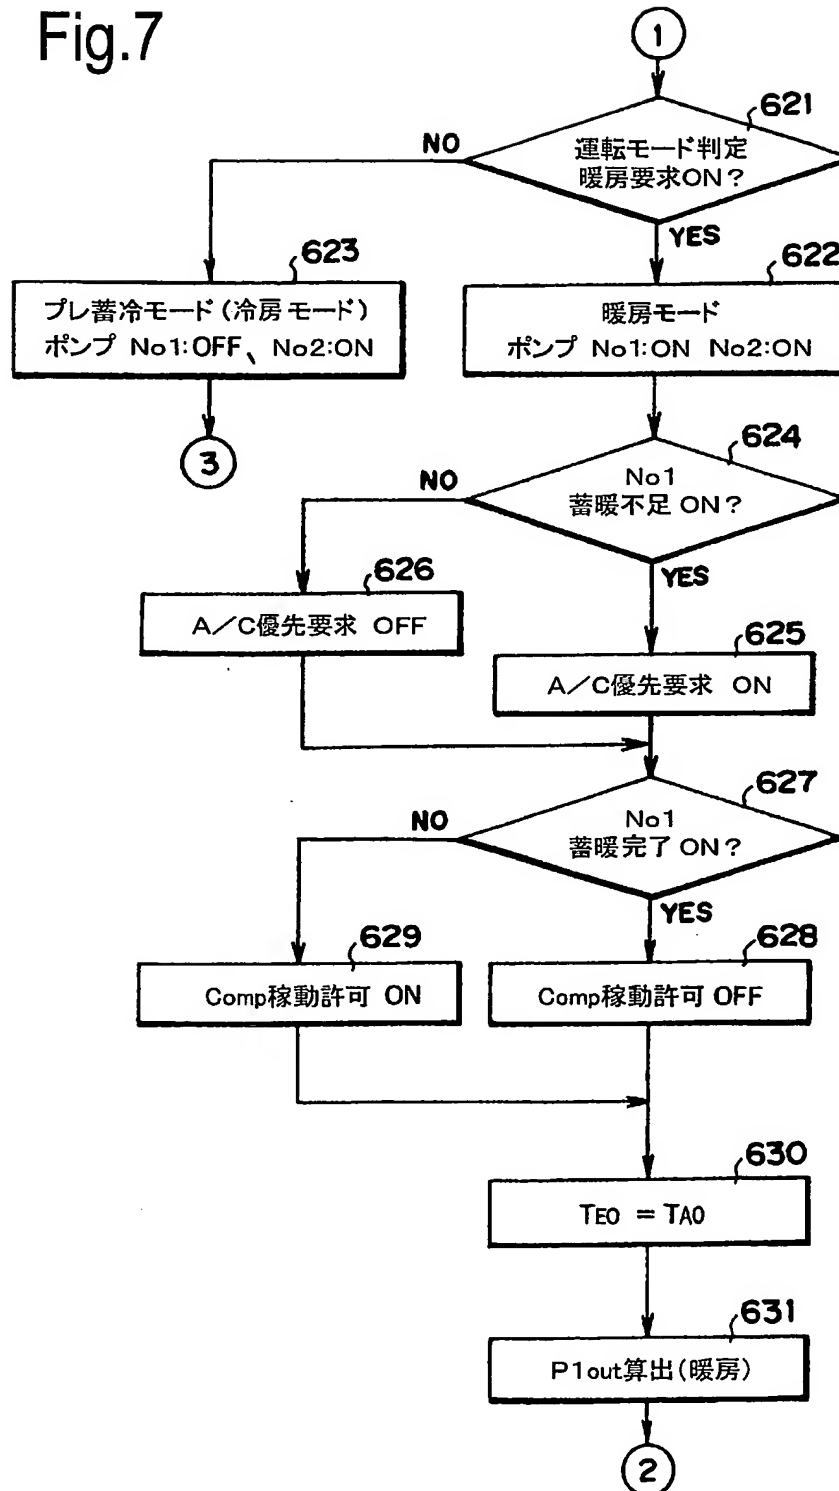 Fig.7
1
621
運転モード判定
暖房要求ON?
NO
YES
623
プレ蓄冷モード(冷房モード)
ポンプ No1:OFF、No2:ON
3
622
暖房モード
ポンプ No1:ON No2:ON
624
No1
蓄暖不足 ON?
NO
YES
626
A/C優先要求 OFF
625
A/C優先要求 ON
627
No1
蓄暖完了 ON?
NO
YES
629
Comp稼動許可 ON
628
Comp稼動許可 OFF
630
TEO = TAO
631
P1out算出(暖房)
2